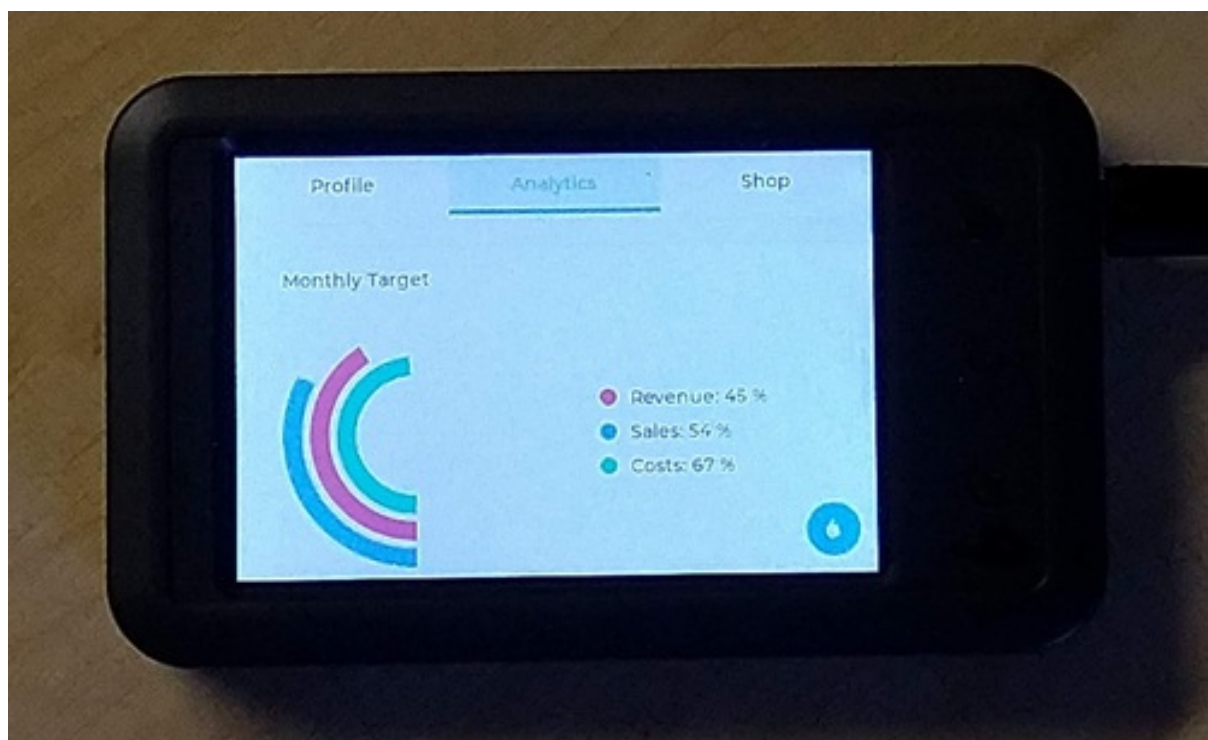 Profile Analytics Shop
Monthly Target
Revenue: 45 %
Sales: 54 %
Costs: 67 %